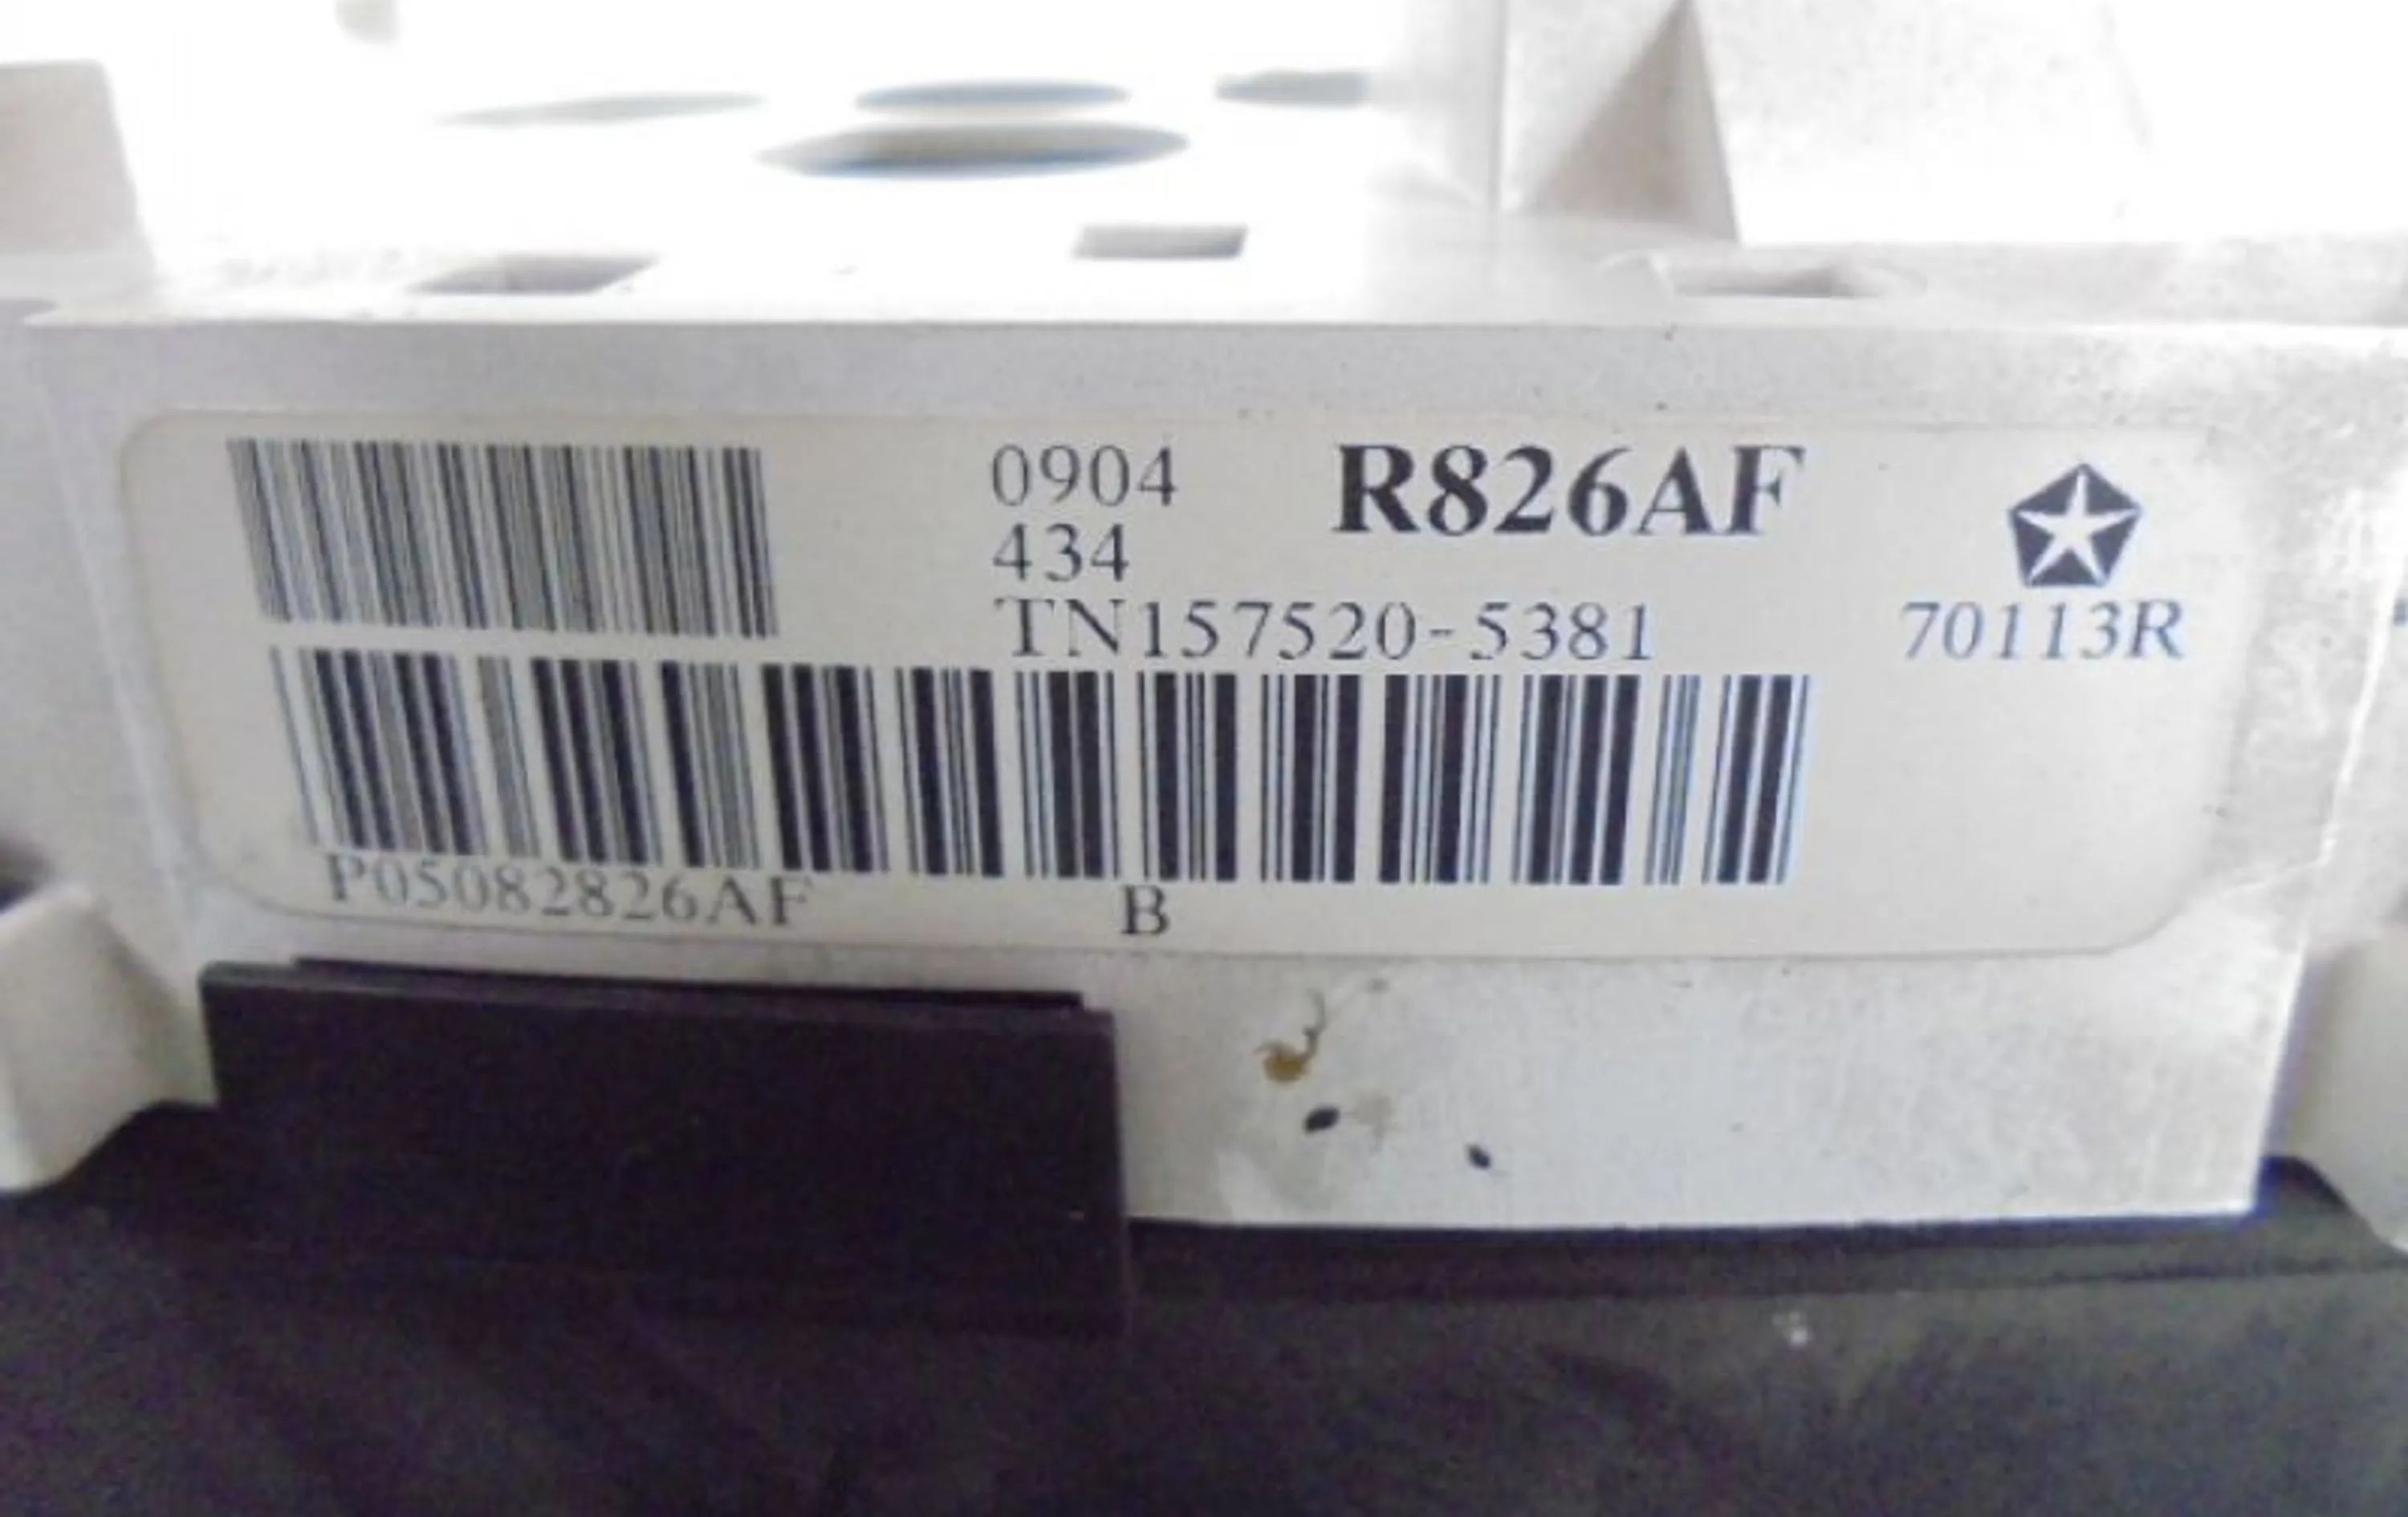 0904 R826AF
434
TN157520-5381 70113R
P05082826AF B